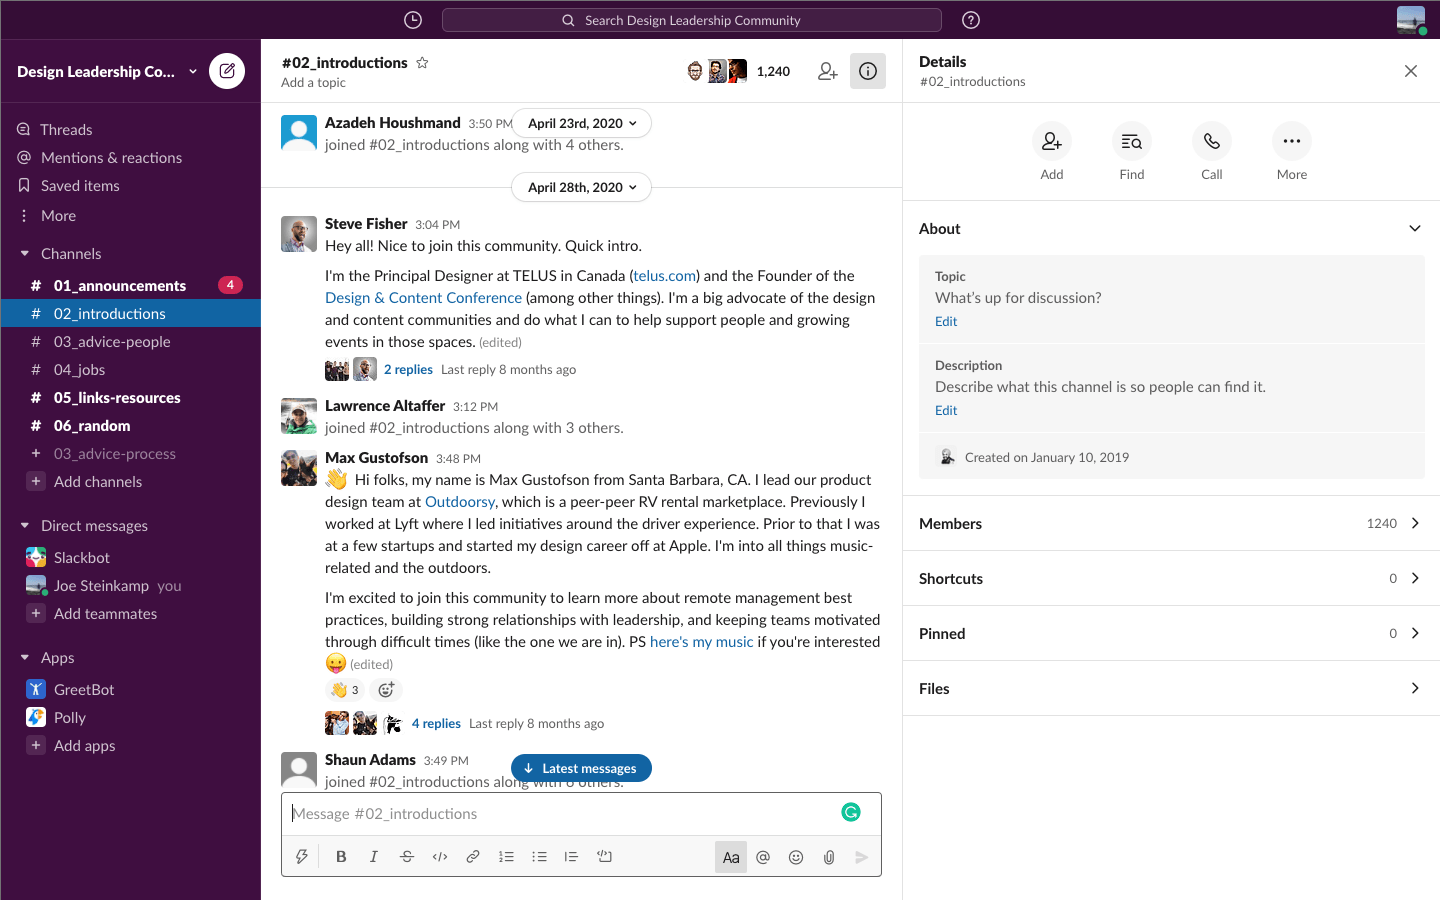 Search Design Leadership Community
Design Leadership Co...
Threads
Mentions & reactions
Saved items
More
Channels
# 01_announcements 4
# 02_introductions
# 03_advice-people
# 04_jobs
# 05_links-resources
# 06_random
+ 03_advice-process
+ Add channels
Direct messages
Slackbot
Joe Steinkamp you
+ Add teammates
Apps
GreetBot
Polly
+ Add apps
#02_introductions
Add a topic
1,240
Azadeh Houshmand 3:50 PM
April 23rd, 2020
joined #02_introductions along with 4 others.
April 28th, 2020
Steve Fisher 3:04 PM
Hey all! Nice to join this community. Quick intro.
I'm the Principal Designer at TELUS in Canada (telus.com) and the Founder of the
Design & Content Conference (among other things). I'm a big advocate of the design
and content communities and do what I can to help support people and growing
events in those spaces. (edited)
2 replies Last reply 8 months ago
Lawrence Altaffer 3:12 PM
joined #02_introductions along with 3 others.
Max Gustofson 3:48 PM
👋 Hi folks, my name is Max Gustofson from Santa Barbara, CA. I lead our product
design team at Outdoorsy, which is a peer-peer RV rental marketplace. Previously I
worked at Lyft where I led initiatives around the driver experience. Prior to that I was
at a few startups and started my design career off at Apple. I'm into all things music-
related and the outdoors.
I'm excited to join this community to learn more about remote management best
practices, building strong relationships with leadership, and keeping teams motivated
through difficult times (like the one we are in). PS here's my music if you're interested
😛 (edited)
👋 3
4 replies Last reply 8 months ago
Shaun Adams 3:49 PM
Latest messages
joined #02_introductions along with 6 others.
Message #02_introductions
B I S </>
Aa @
Details
#02_introductions
Add
Find
Call
More
About
Topic
What's up for discussion?
Edit
Description
Describe what this channel is so people can find it.
Edit
Created on January 10, 2019
Members 1240
Shortcuts 0
Pinned 0
Files